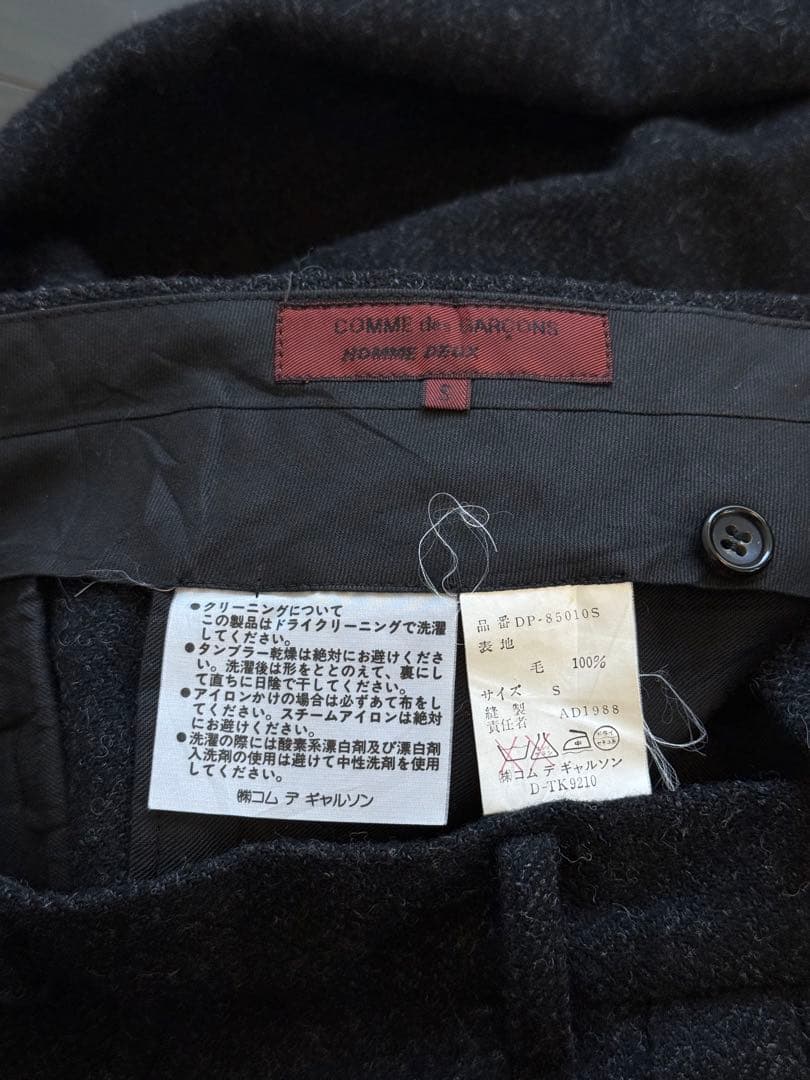 COMME des GARÇONS
HOMME DEUX
S
●クリーニングについて
この製品はドライクリーニングで洗濯
してください。
●タンブラー乾燥は絶対にお避けくださ
い。洗濯後は形をととのえて、裏にし
て直ちに日陰で干してください。
●アイロンかけの場合は必ずあて布をし
てください。スチームアイロンは絶対
にお避けください。
●洗濯の際には酸素系漂白剤及び漂白剤
入洗剤の使用は避けて中性洗剤を使用
してください。
㈱コム デ ギャルソン
品番 DP-85010S
表地
毛 100%
サイズ S
縫製
責任者 AD1988
中 ドライ
㈱コム デ ギャルソン
D-TK9210